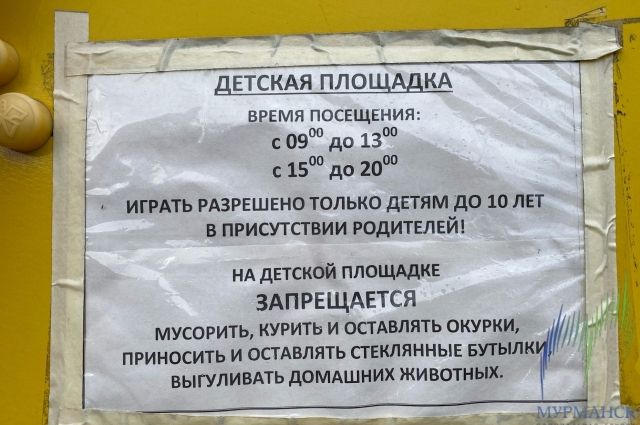 ДЕТСКАЯ ПЛОЩАДКА
ВРЕМЯ ПОСЕЩЕНИЯ:
с 09⁰⁰ до 13⁰⁰
с 15⁰⁰ до 20⁰⁰
ИГРАТЬ РАЗРЕШЕНО ТОЛЬКО ДЕТЯМ ДО 10 ЛЕТ
В ПРИСУТСТВИИ РОДИТЕЛЕЙ!
НА ДЕТСКОЙ ПЛОЩАДКЕ
ЗАПРЕЩАЕТСЯ
МУСОРИТЬ, КУРИТЬ И ОСТАВЛЯТЬ ОКУРКИ,
ПРИНОСИТЬ И ОСТАВЛЯТЬ СТЕКЛЯННЫЕ БУТЫЛКИ
ВЫГУЛИВАТЬ ДОМАШНИХ ЖИВОТНЫХ.
МУРМАНСК